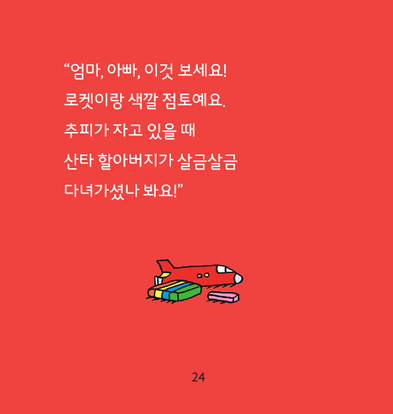 “엄마, 아빠, 이것 보세요!
로켓이랑 색깔 점토예요.
추피가 자고 있을 때
산타 할아버지가 살금살금
다녀가셨나 봐요!”
24